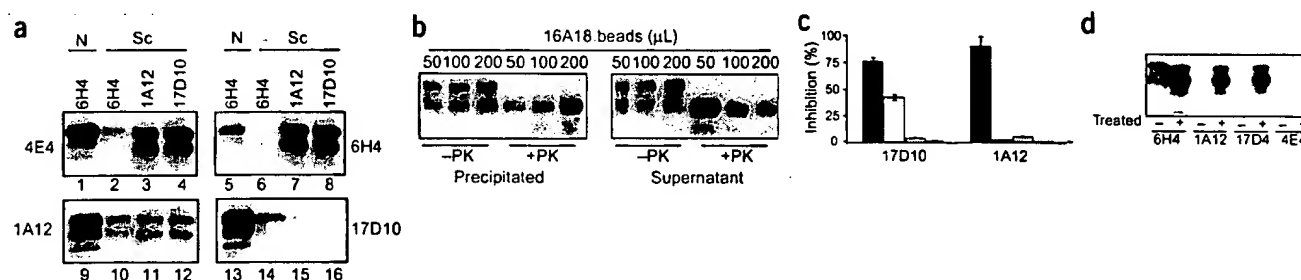 a
N Sc N Sc
6H4 6H4 1A12 17D10 6H4 6H4 1A12 17D10
4E4 6H4
1 2 3 4 5 6 7 8
1A12 17D10
9 10 11 12 13 14 15 16
b
16A18 beads (µL)
50 100 200 50 100 200 50 100 200 50 100 200
–PK +PK –PK +PK
Precipitated Supernatant
c
Inhibition (%)
100
75
50
25
0
17D10 1A12
d
Treated – + – + – + –
6H4 1A12 17D4 4E4